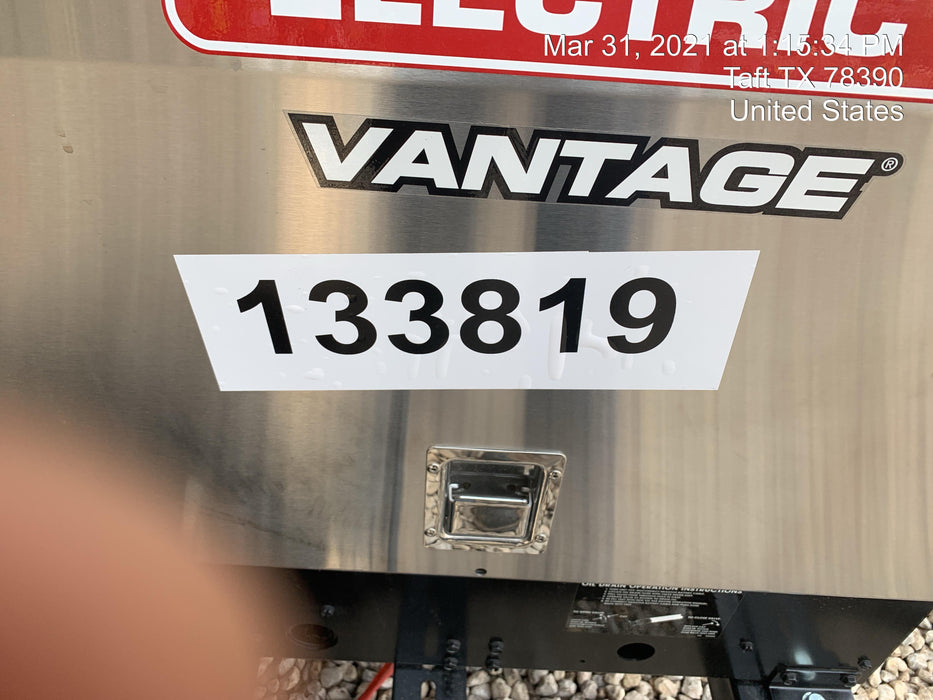 ELECTRIC
Mar 31, 2021 at 1:15:34 PM
Taft TX 78390
United States
VANTAGE®
133819
OIL DRAIN OPERATION INSTRUCTIONS